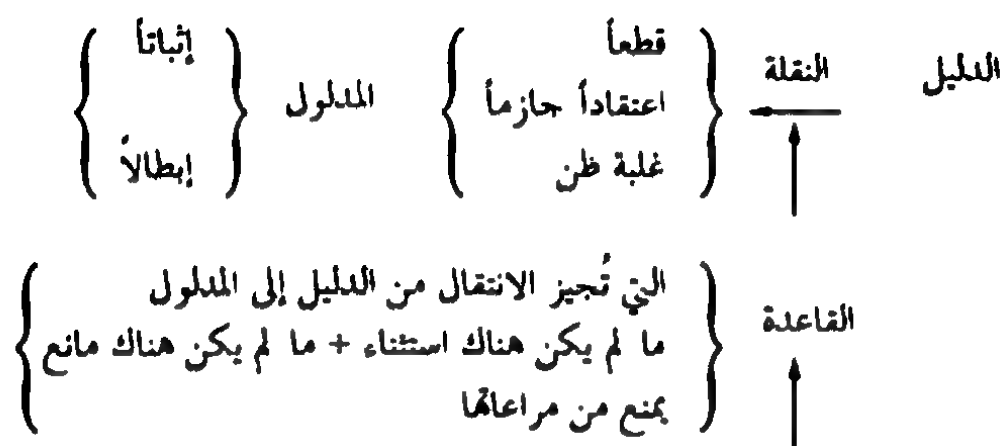 الدليل النقلة قطعاً المدلول إثباتاً
اعتقاداً جازماً
غلبة ظن إبطالاً
القاعدة التي تُجيز الانتقال من الدليل إلى المدلول
ما لم يكن هناك استثناء + ما لم يكن هناك مانع
يمنع من مراعاتها